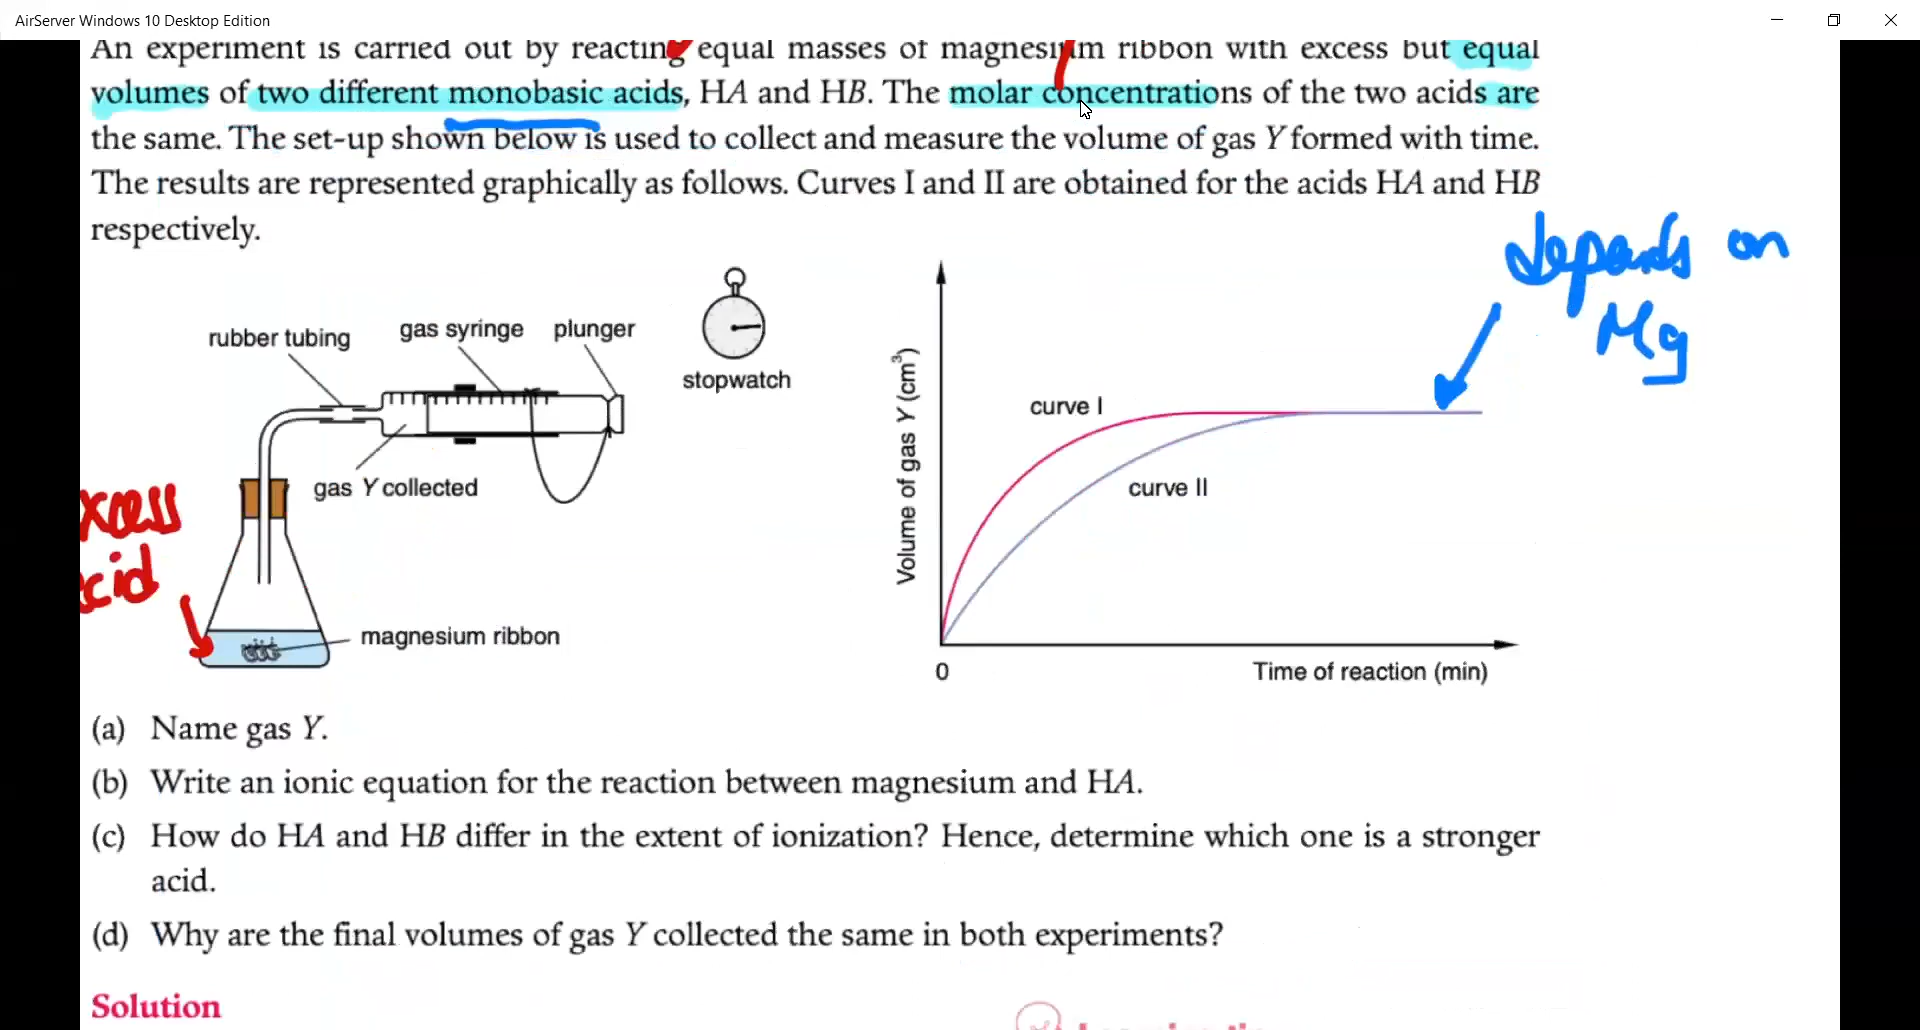 AirServer Windows 10 Desktop Edition
An experiment is carried out by reacting equal masses of magnesium ribbon with excess but equal
volumes of two different monobasic acids, HA and HB. The molar concentrations of the two acids are
the same. The set-up shown below is used to collect and measure the volume of gas Y formed with time.
The results are represented graphically as follows. Curves I and II are obtained for the acids HA and HB
respectively.
depends on
Mg
rubber tubing
gas syringe
plunger
stopwatch
gas Y collected
xcess
cid
magnesium ribbon
Volume of gas Y (cm³)
curve I
curve II
0
Time of reaction (min)
(a) Name gas Y.
(b) Write an ionic equation for the reaction between magnesium and HA.
(c) How do HA and HB differ in the extent of ionization? Hence, determine which one is a stronger
acid.
(d) Why are the final volumes of gas Y collected the same in both experiments?
Solution